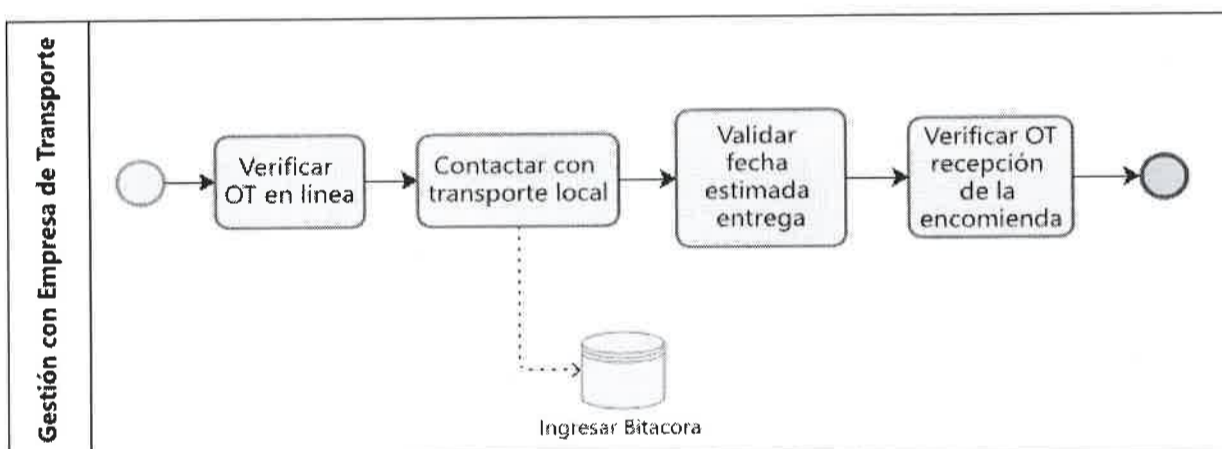 Gestión con Empresa de Transporte
Verificar
OT en linea
Contactar con
transporte local
Validar
fecha
estimada
entrega
Verificar OT
recepción
de la
encomienda
Ingresar Bitacora